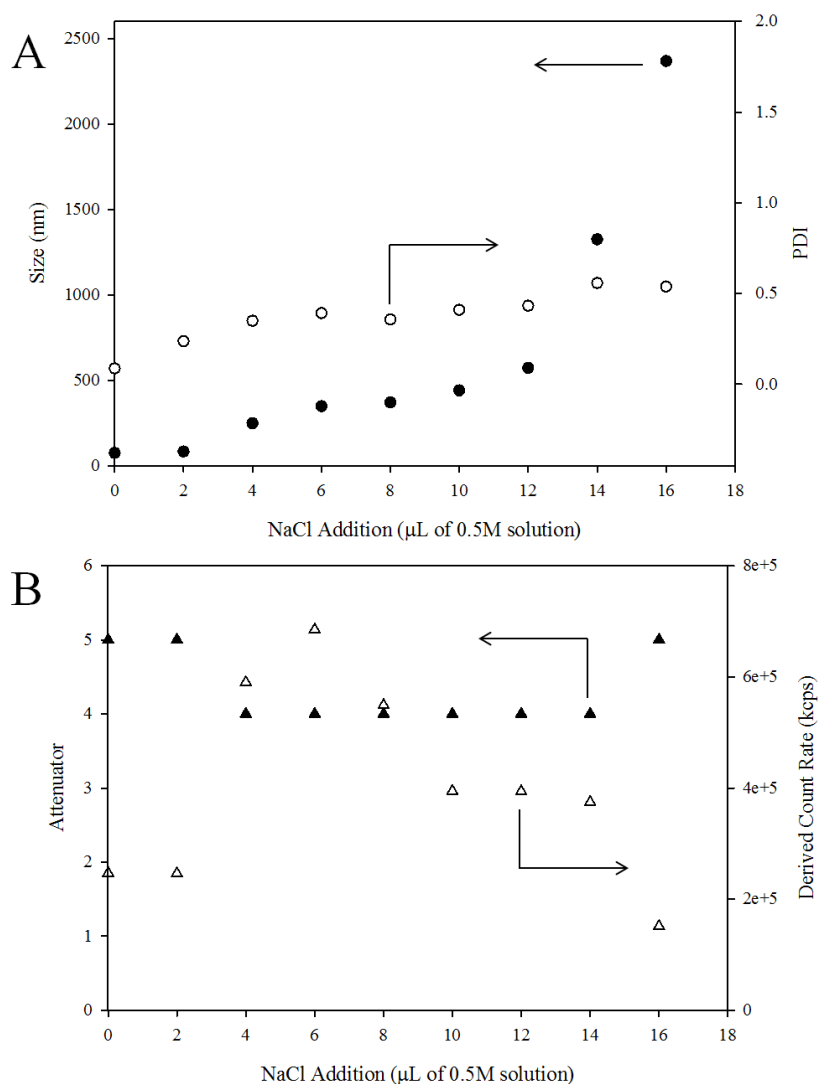 A
2500
2000
1500
1000
500
0
Size (nm)
2.0
1.5
1.0
0.5
0.0
PDI
0 2 4 6 8 10 12 14 16 18
NaCl Addition (μL of 0.5M solution)
B
6
5
4
3
2
1
0
Attenuator
8e+5
6e+5
4e+5
2e+5
0
Derived Count Rate (kcps)
0 2 4 6 8 10 12 14 16 18
NaCl Addition (μL of 0.5M solution)